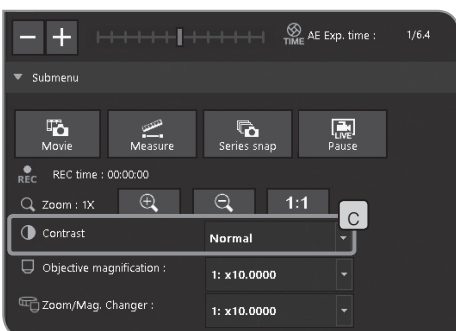 TIME AE Exp. time : 1/6.4
Submenu
Movie Measure Series snap LIVE Pause
REC REC time : 00:00:00
Zoom : 1X 1:1
C
Contrast Normal
Objective magnification : 1: x10.0000
Zoom/Mag. Changer : 1: x10.0000